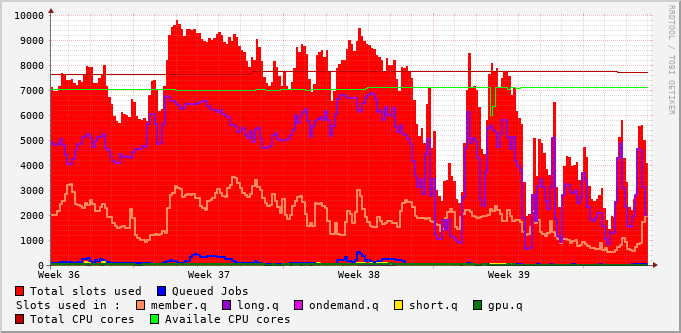 10000
9000
8000
7000
6000
5000
4000
3000
2000
1000
0
Week 36 Week 37 Week 38 Week 39
Total slots used Queued Jobs
Slots used in : member.q long.q ondemand.q short.q gpu.q
Total CPU cores Availale CPU cores
RRDTOOL / TOBI OETIKER